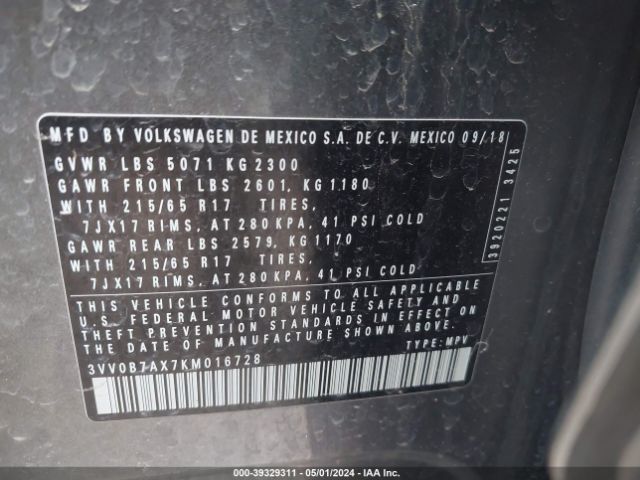 MFD BY VOLKSWAGEN DE MEXICO S.A. DE C.V. MEXICO 09/18
GVWR LBS 5071 KG 2300
GAWR FRONT LBS 2601, KG 1180
WITH 215/65 R17 TIRES,
7JX17 RIMS, AT 280 KPA, 41 PSI COLD
GAWR REAR LBS 2579, KG 1170
WITH 215/65 R17 TIRES,
7JX17 RIMS, AT 280 KPA, 41 PSI COLD
THIS VEHICLE CONFORMS TO ALL APPLICABLE
U.S. FEDERAL MOTOR VEHICLE SAFETY AND
THEFT PREVENTION STANDARDS IN EFFECT ON
THE DATE OF MANUFACTURE SHOWN ABOVE.
3VV0B7AX7KM016728 TYPE: MPV
3920221 3425
000-39329311 - 05/01/2024 - IAA Inc.